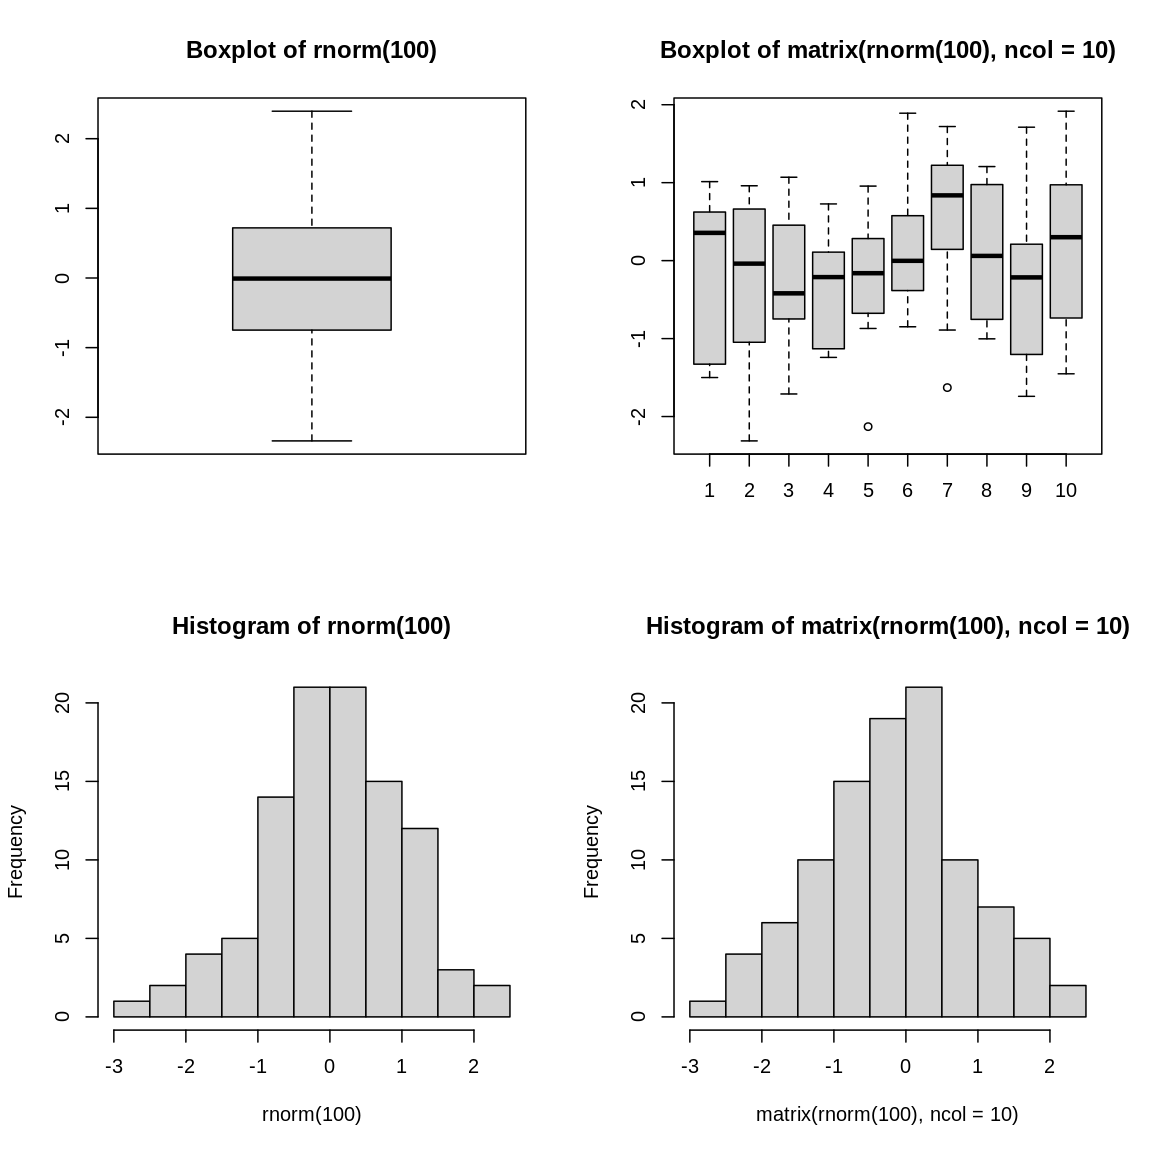 Boxplot of rnorm(100)
2
1
0
-1
-2
Boxplot of matrix(rnorm(100), ncol = 10)
2
1
0
-1
-2
1 2 3 4 5 6 7 8 9 10
Histogram of rnorm(100)
Frequency
20
15
10
5
0
-3 -2 -1 0 1 2
rnorm(100)
Histogram of matrix(rnorm(100), ncol = 10)
Frequency
20
15
10
5
0
-3 -2 -1 0 1 2
matrix(rnorm(100), ncol = 10)